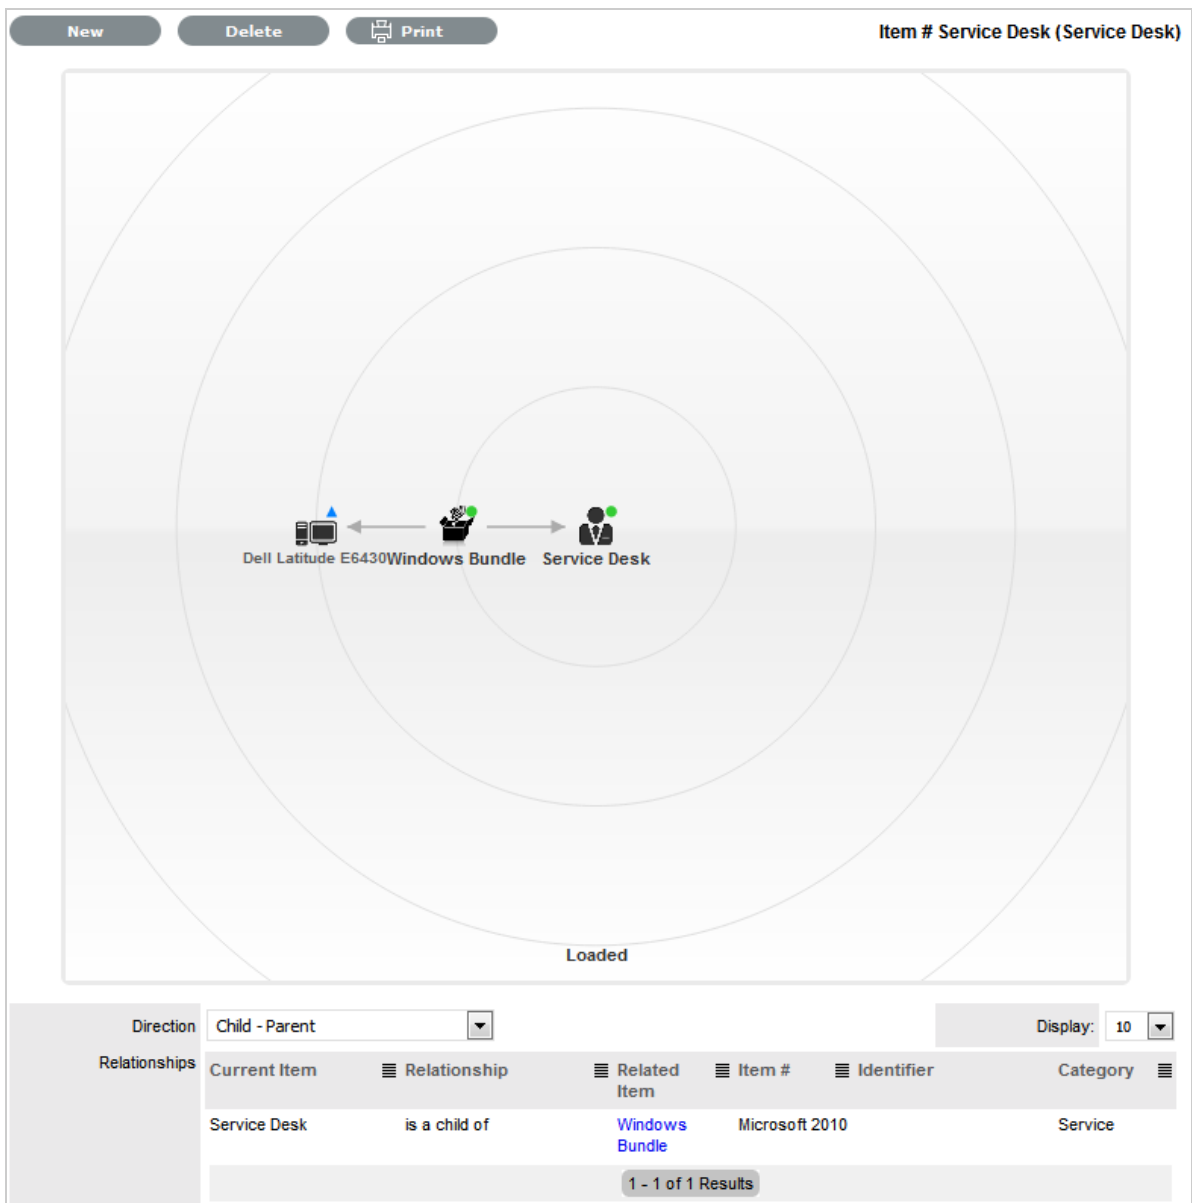 New Delete Print Item # Service Desk (Service Desk)
Dell Latitude E6430 Windows Bundle Service Desk
Loaded
Direction Child - Parent Display: 10
Relationships Current Item Relationship Related Item # Identifier Category
Item
Service Desk is a child of Windows Microsoft 2010 Service
Bundle
1 - 1 of 1 Results